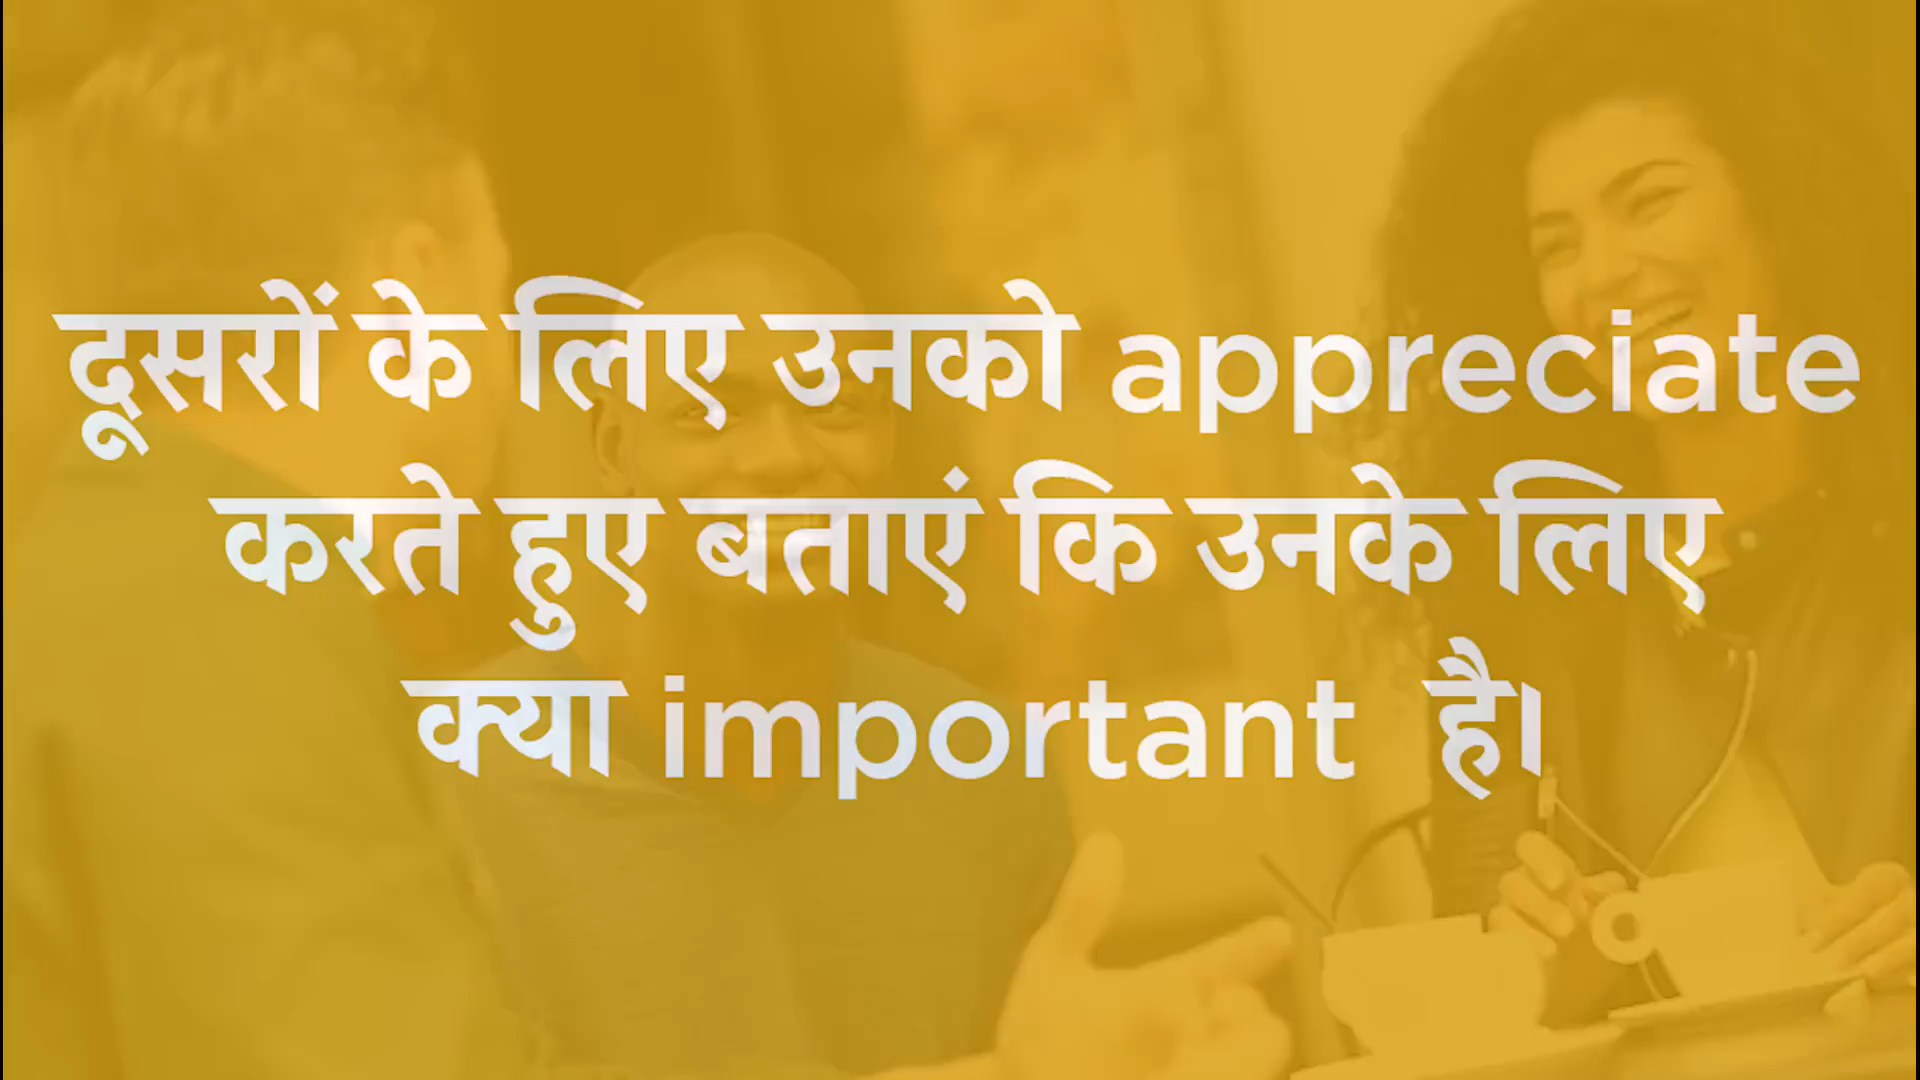 दूसरों के लिए उनको appreciate
करते हुए बताएं कि उनके लिए
क्या important है।